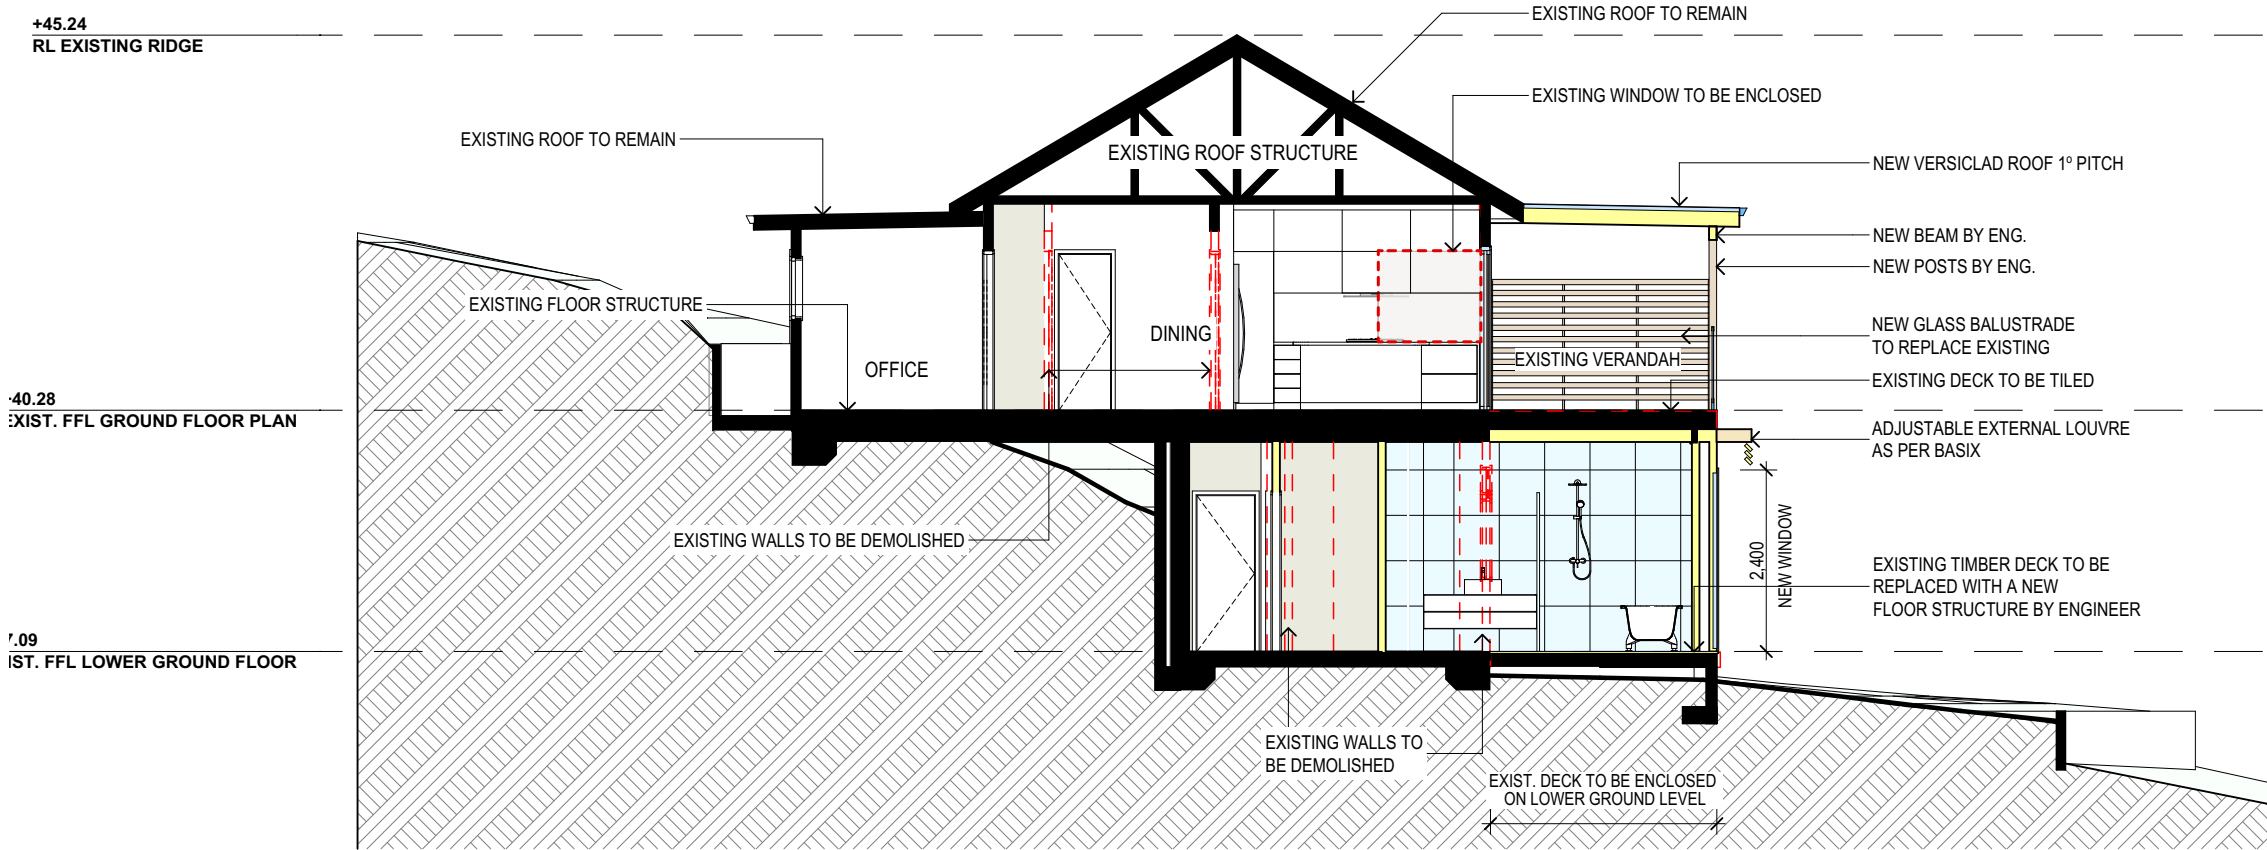 +45.24
RL EXISTING RIDGE
EXISTING ROOF TO REMAIN
EXISTING WINDOW TO BE ENCLOSED
EXISTING ROOF TO REMAIN
EXISTING ROOF STRUCTURE
NEW VERSICLAD ROOF 1º PITCH
NEW BEAM BY ENG.
NEW POSTS BY ENG.
EXISTING FLOOR STRUCTURE
DINING
NEW GLASS BALUSTRADE
TO REPLACE EXISTING
OFFICE
EXISTING VERANDAH
EXISTING DECK TO BE TILED
40.28
EXIST. FFL GROUND FLOOR PLAN
ADJUSTABLE EXTERNAL LOUVRE
AS PER BASIX
EXISTING WALLS TO BE DEMOLISHED
2,400
NEW WINDOW
EXISTING TIMBER DECK TO BE
REPLACED WITH A NEW
FLOOR STRUCTURE BY ENGINEER
7.09
IST. FFL LOWER GROUND FLOOR
EXISTING WALLS TO
BE DEMOLISHED
EXIST. DECK TO BE ENCLOSED
ON LOWER GROUND LEVEL